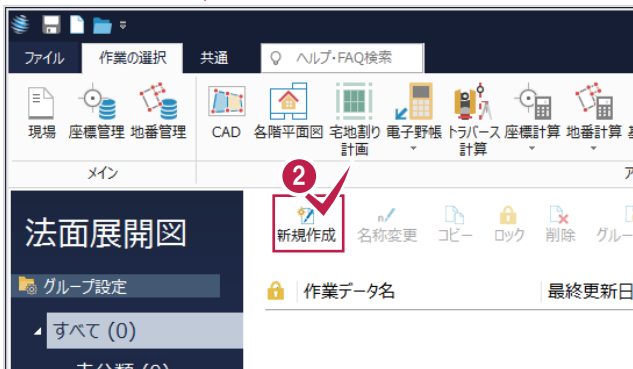 ファイル 作業の選択 共通 ヘルプ・FAQ検索
現場 座標管理 地番管理 CAD 各階平面図 宅地割り 電子野帳 トラバース 座標計算 地番計算
計画 計算
メイン
2
法面展開図
新規作成 名称変更 コピー ロック 削除 グルー
グループ設定
作業データ名 最終更新日
すべて (0)